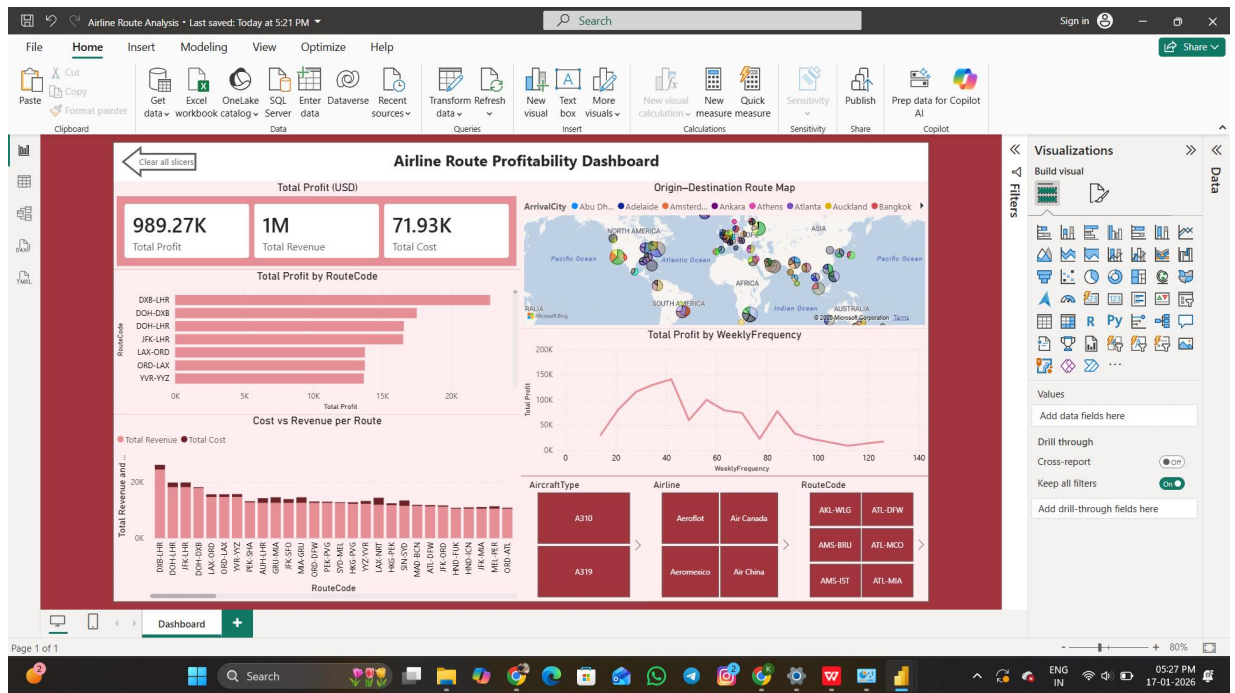 Airline Route Analysis • Last saved: Today at 5:21 PM
Search
Sign in
File Home Insert Modeling View Optimize Help
Share
Paste
Cut
Copy
Format painter
Clipboard
Get data
Excel workbook
OneLake catalog
SQL Server
Enter data
Dataverse
Recent sources
Data
Transform data
Refresh
Queries
New visual
Text box
More visuals
Insert
New visual calculation
New measure
Quick measure
Calculations
Sensitivity
Sensitivity
Publish
Share
Prep data for AI
Copilot
Copilot
Clear all slicers
Airline Route Profitability Dashboard
Total Profit (USD)
989.27K
Total Profit
1M
Total Revenue
71.93K
Total Cost
Total Profit by RouteCode
RouteCode
DXB-LHR
DOH-DXB
DOH-LHR
JFK-LHR
LAX-ORD
ORD-LAX
YVR-YYZ
0K 5K 10K 15K 20K
Total Profit
Cost vs Revenue per Route
Total Revenue Total Cost
Total Revenue and ...
20K
0K
DXB-LHR
DOH-LHR
JFK-LHR
DOH-DXB
LAX-ORD
ORD-LAX
YVR-YYZ
PEK-SHA
AUH-LHR
GRU-MIA
JFK-SFO
MIA-GRU
ORD-DFW
PEK-PVG
SYD-MEL
HKG-PVG
YYZ-YVR
LAX-NRT
HKG-PEK
SIN-SYD
MAD-BCN
ATL-DFW
JFK-ORD
HND-FUK
HND-ICN
JFK-MIA
MEL-PER
ORD-ATL
RouteCode
Origin–Destination Route Map
ArrivalCity Abu Dh... Adelaide Amsterd... Ankara Athens Atlanta Auckland Bangkok
NORTH AMERICA
ASIA
Pacific Ocean
Atlantic Ocean
Pacific Ocean
AFRICA
SOUTH AMERICA
Indian Ocean
RALIA
AUSTRALIA
Microsoft Bing
Microsoft Corporation Terms
Total Profit by WeeklyFrequency
Total Profit
200K
150K
100K
50K
0K
0 20 40 60 80 100 120 140
WeeklyFrequency
AircraftType
A310
A319
Airline
Aeroflot
Air Canada
Aeromexico
Air China
RouteCode
AKL-WLG
ATL-DFW
AMS-BRU
ATL-MCO
AMS-IST
ATL-MIA
Filters
Visualizations
Build visual
R Py
Values
Add data fields here
Drill through
Cross-report
Off
Keep all filters
On
Add drill-through fields here
Data
DAX
TMDL
Dashboard
Page 1 of 1
80%
2
Search
2
ENG
IN
05:27 PM
17-01-2026